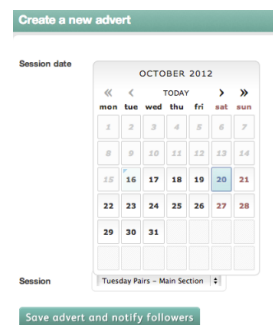 Create a new advert
Session date
OCTOBER 2012
« ‹ TODAY › »
mon tue wed thu fri sat sun
1 2 3 4 5 6 7
8 9 10 11 12 13 14
15 16 17 18 19 20 21
22 23 24 25 26 27 28
29 30 31
Session Tuesday Pairs – Main Section
Save advert and notify followers